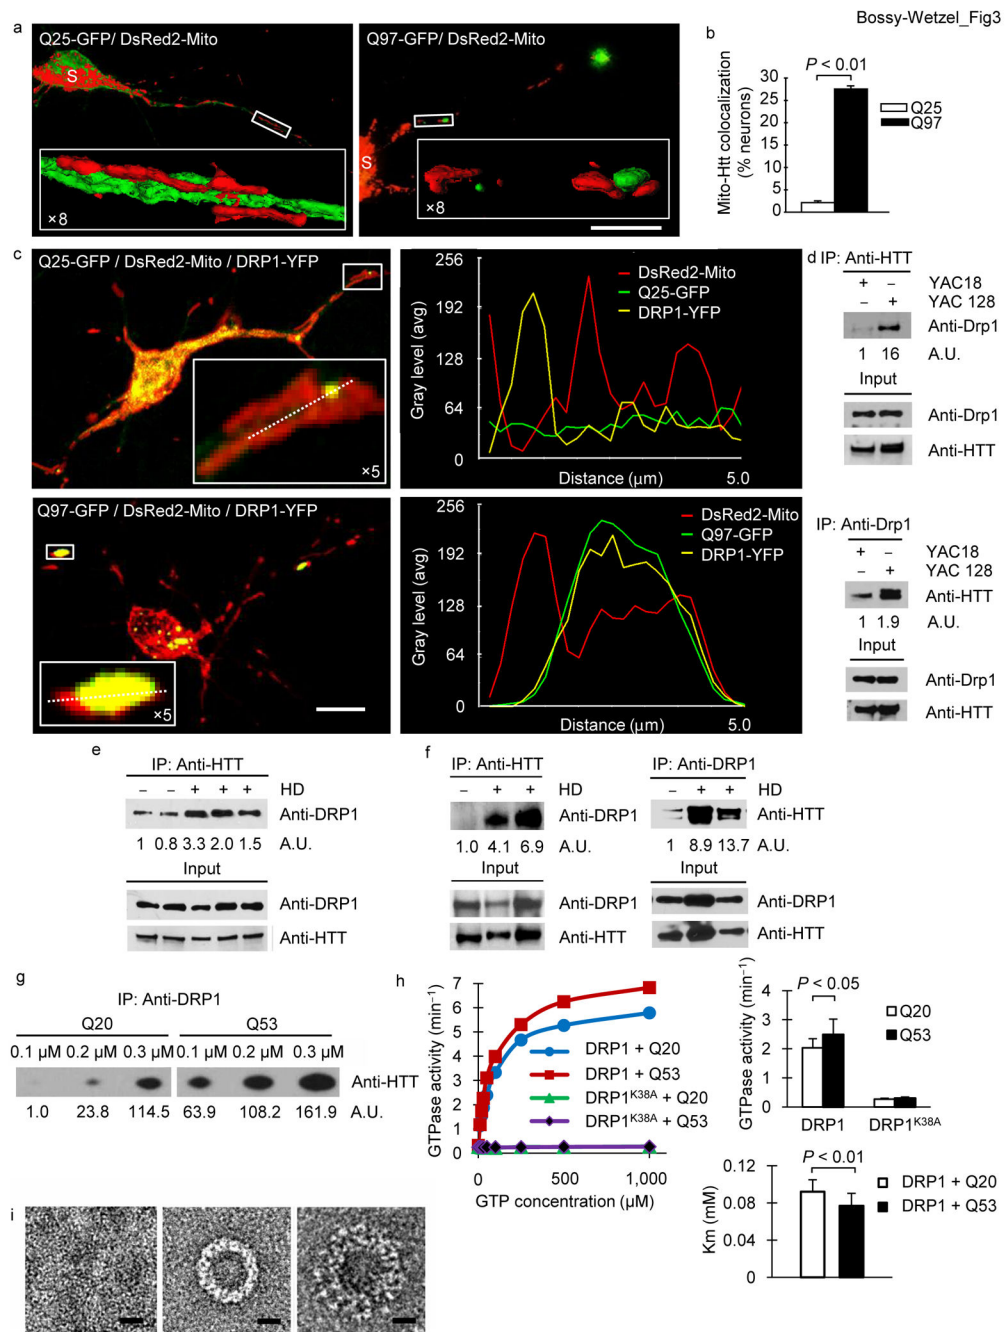 Bossy-Wetzel_Fig3
a
Q25-GFP/ DsRed2-Mito
S
×8
Q97-GFP/ DsRed2-Mito
S
×8
b
P < 0.01
Mito-Htt colocalization
(% neurons)
30
25
20
15
10
5
0
Q25
Q97
c
Q25-GFP / DsRed2-Mito / DRP1-YFP
×5
256
192
128
64
0
Gray level (avg)
DsRed2-Mito
Q25-GFP
DRP1-YFP
Distance (µm) 5.0
Q97-GFP / DsRed2-Mito / DRP1-YFP
×5
256
192
128
64
0
Gray level (avg)
DsRed2-Mito
Q97-GFP
DRP1-YFP
Distance (µm) 5.0
d IP: Anti-HTT
+ − YAC18
− + YAC 128
Anti-Drp1
1 16 A.U.
Input
Anti-Drp1
Anti-HTT
IP: Anti-Drp1
+ − YAC18
− + YAC 128
Anti-HTT
1 1.9 A.U.
Input
Anti-Drp1
Anti-HTT
e
IP: Anti-HTT
− − + + + HD
Anti-DRP1
1 0.8 3.3 2.0 1.5 A.U.
Input
Anti-DRP1
Anti-HTT
f
IP: Anti-HTT
− + + HD
Anti-DRP1
1.0 4.1 6.9 A.U.
Input
Anti-DRP1
Anti-HTT
IP: Anti-DRP1
− + + HD
Anti-HTT
1 8.9 13.7 A.U.
Input
Anti-DRP1
Anti-HTT
g
IP: Anti-DRP1
Q20 Q53
0.1 µM 0.2 µM 0.3 µM 0.1 µM 0.2 µM 0.3 µM
Anti-HTT
1.0 23.8 114.5 63.9 108.2 161.9 A.U.
h
GTPase activity (min⁻¹)
7
6
5
4
3
2
1
0
DRP1 + Q20
DRP1 + Q53
DRP1ᴷ³⁸ᴬ + Q20
DRP1ᴷ³⁸ᴬ + Q53
0 500 1,000
GTP concentration (µM)
GTPase activity (min⁻¹)
4
3
2
1
0
P < 0.05
Q20
Q53
DRP1 DRP1ᴷ³⁸ᴬ
Km (mM)
0.12
0.08
0.04
0
P < 0.01
DRP1 + Q20
DRP1 + Q53
i